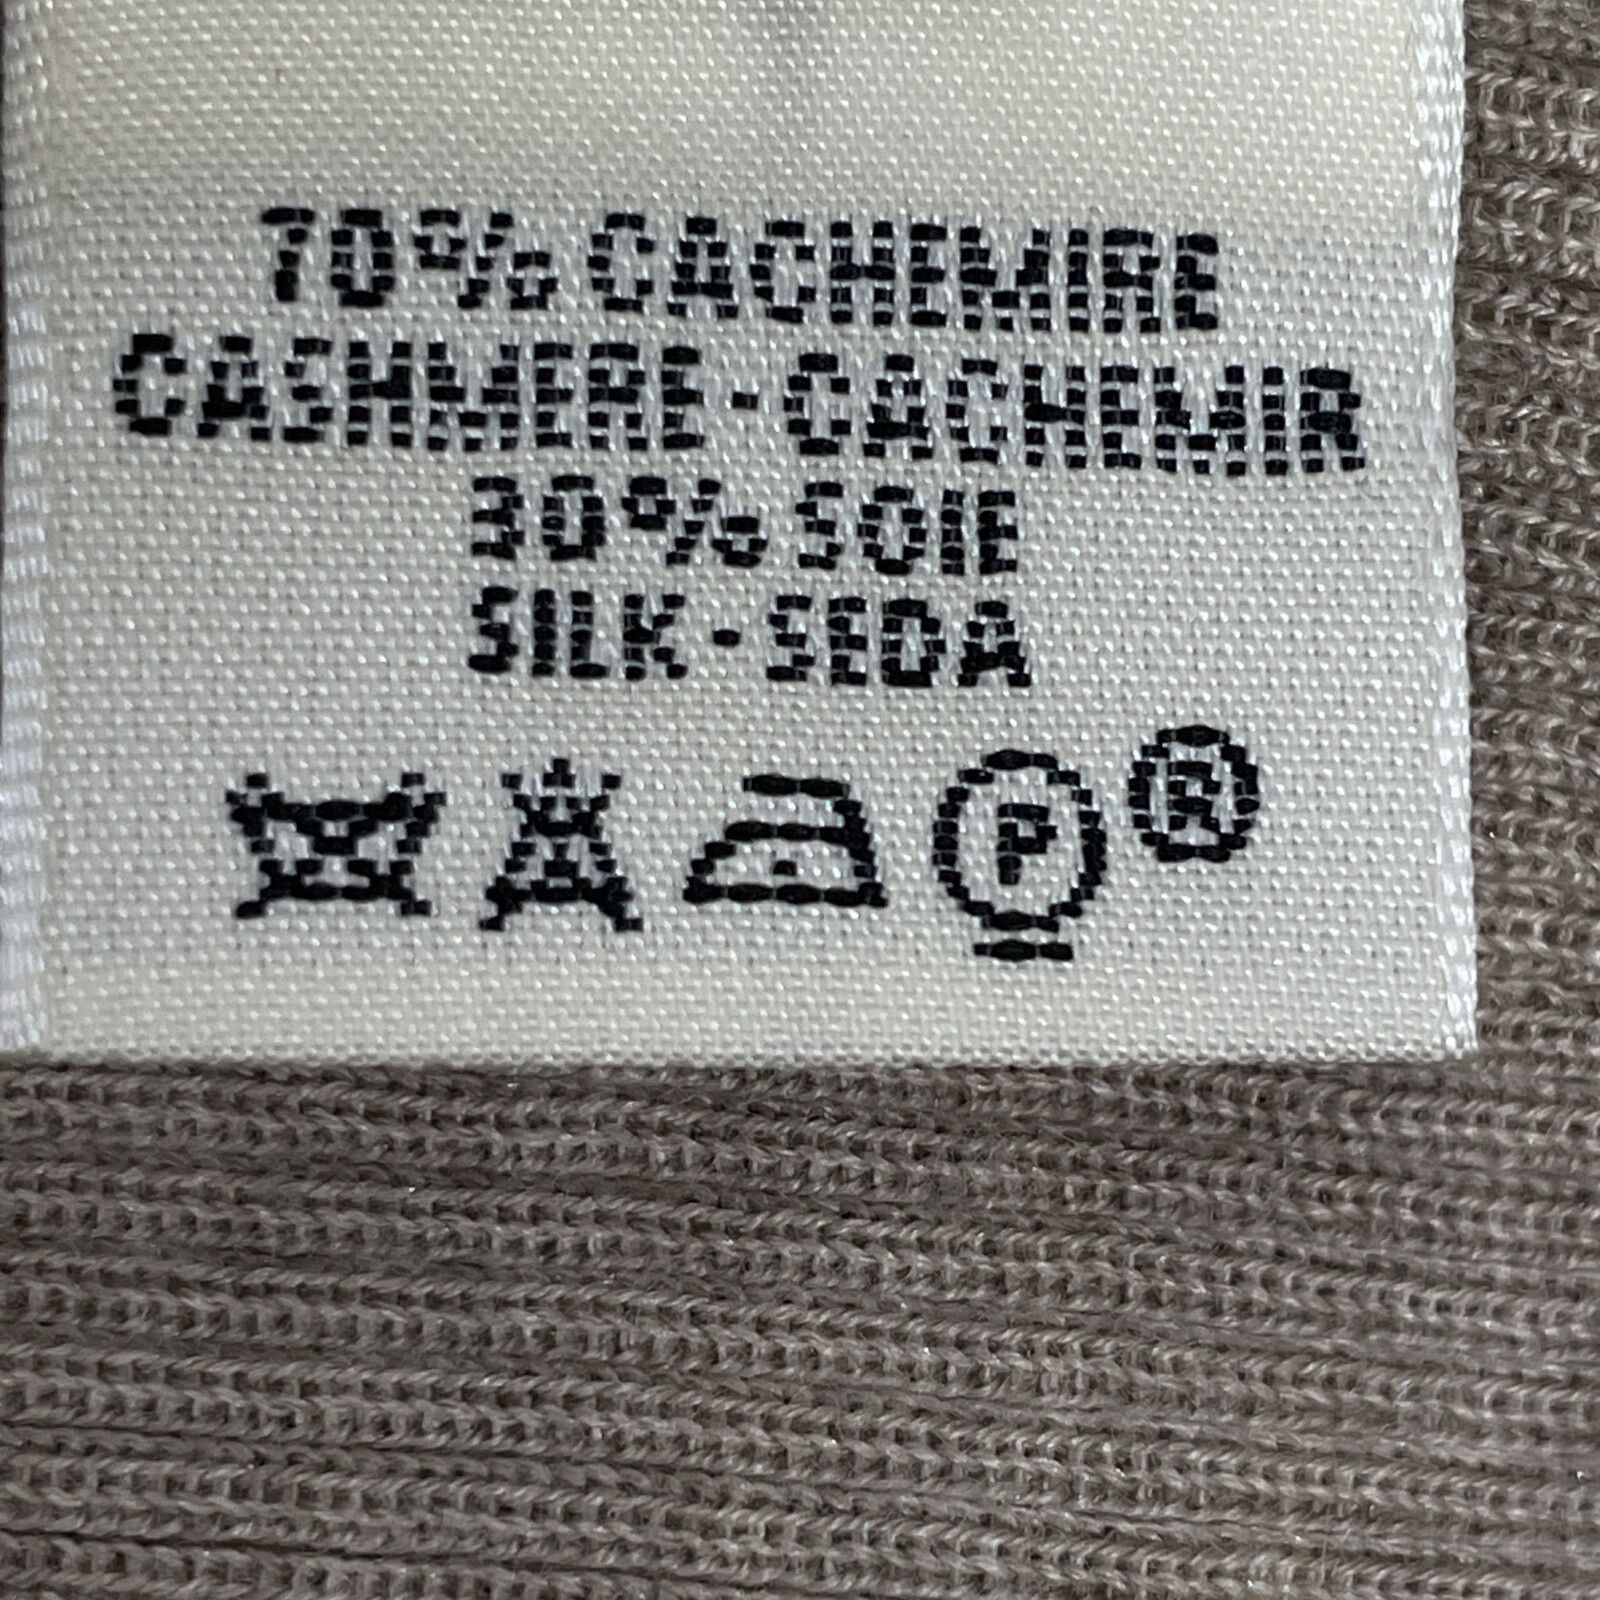 70% CACHEMIRE
CASHMERE - CACHEMIR
30% SOIE
SILK - SEDA
P ®